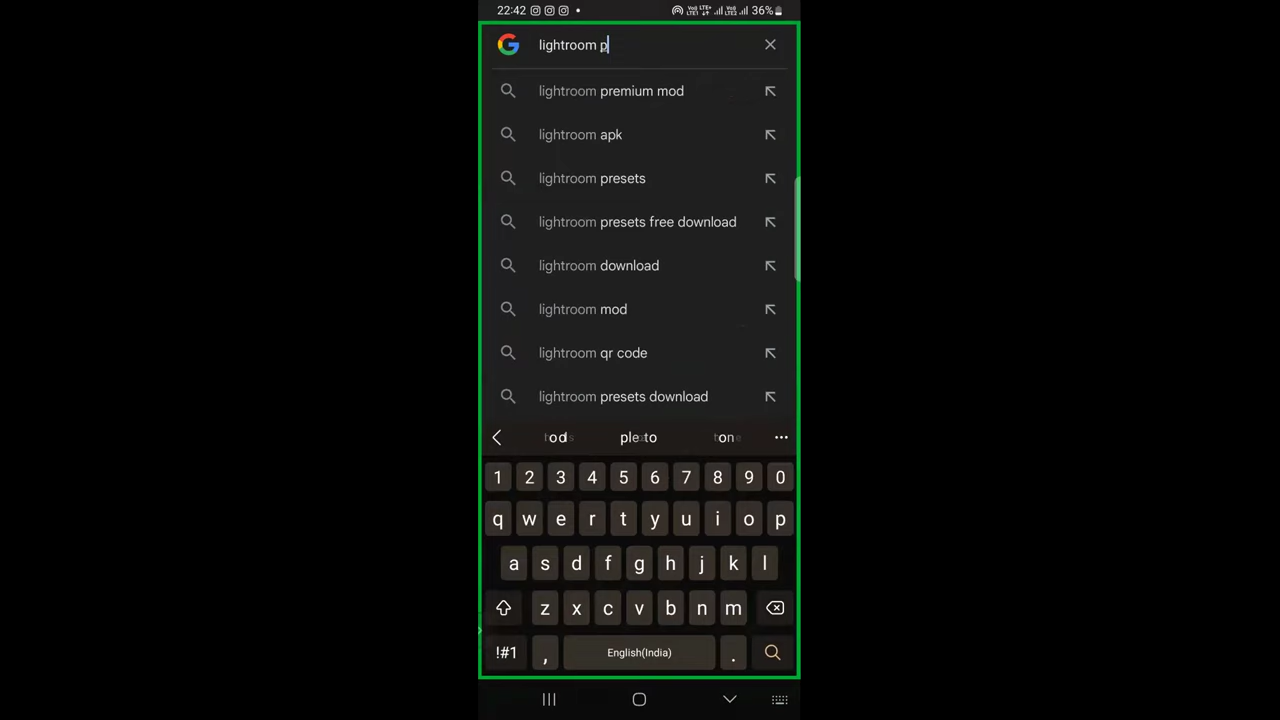 22:42 36%
lightroom p
lightroom premium mod
lightroom apk
lightroom presets
lightroom presets free download
lightroom download
lightroom mod
lightroom qr code
lightroom presets download
1 2 3 4 5 6 7 8 9 0
q w e r t y u i o p
a s d f g h j k l
z x c v b n m
!#1 , English(India) .